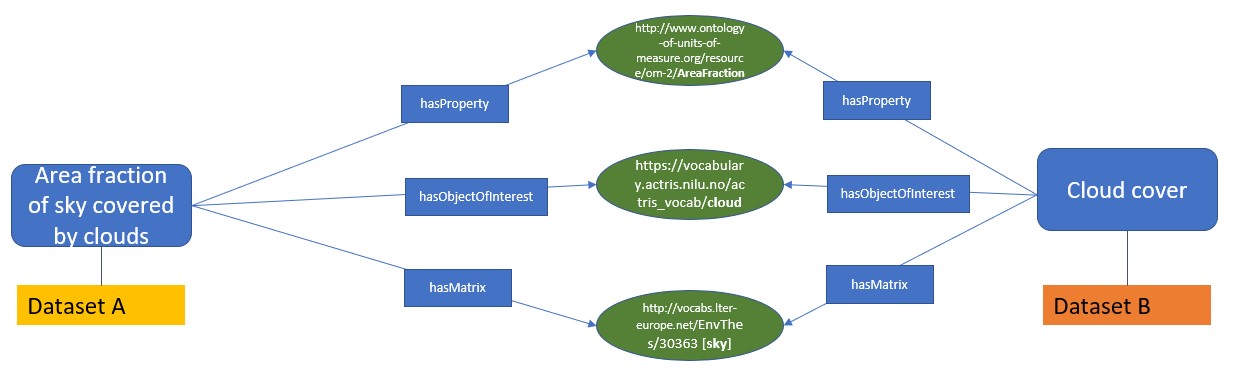 http://www.ontology
-of-units-of-
measure.org/resourc
e/om-2/AreaFraction
hasProperty
hasProperty
Area fraction
of sky covered
by clouds
https://vocabular
y.actris.nilu.no/ac
tris_vocab/cloud
hasObjectOfInterest
hasObjectOfInterest
Cloud cover
hasMatrix
hasMatrix
Dataset A
http://vocabs.lter-
europe.net/EnvThe
s/30363 [sky]
Dataset B